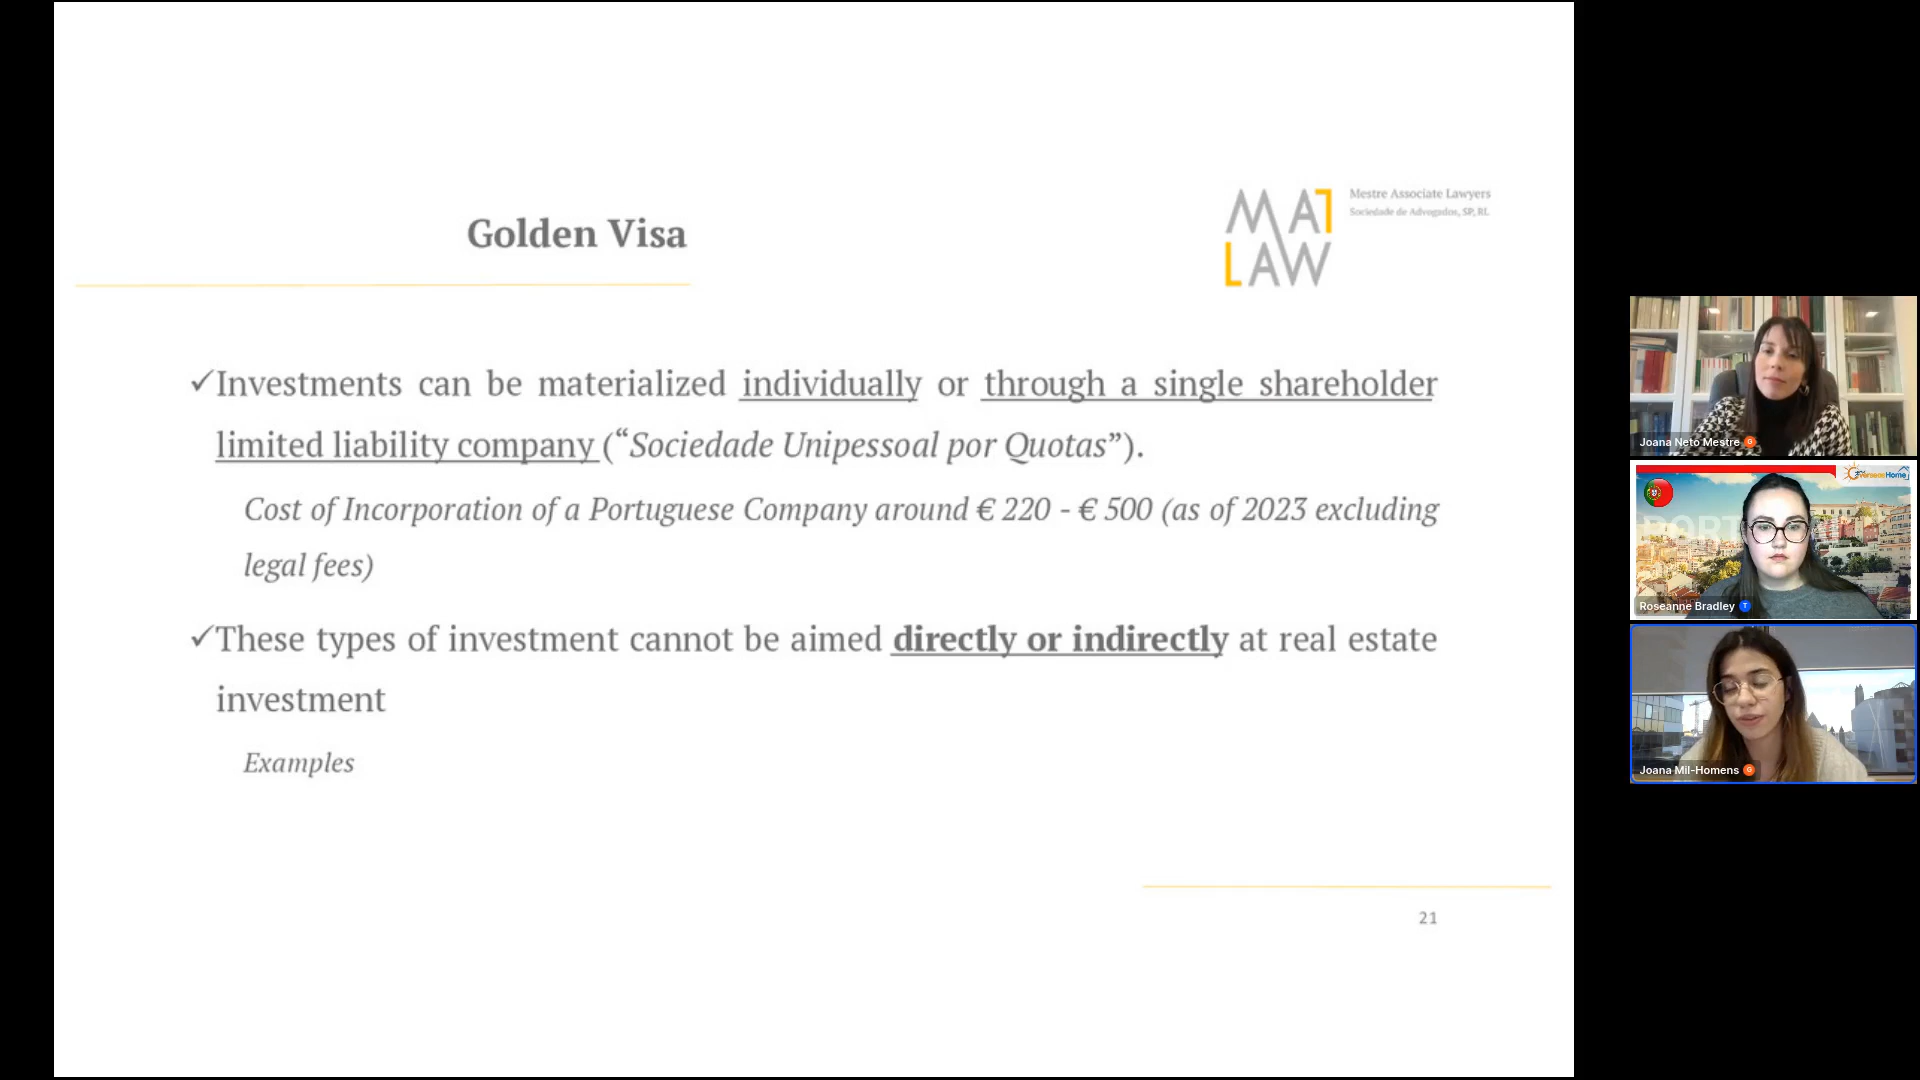 Golden Visa
MAT
LAW
Mestre Associate Lawyers
Sociedade de Advogados, SP, RL
✓Investments can be materialized individually or through a single shareholder
limited liability company (“Sociedade Unipessoal por Quotas”).
Cost of Incorporation of a Portuguese Company around € 220 - € 500 (as of 2023 excluding
legal fees)
✓These types of investment cannot be aimed directly or indirectly at real estate
investment
Examples
21
Joana Neto Mestre
Roseanne Bradley
Joana Mil-Homens